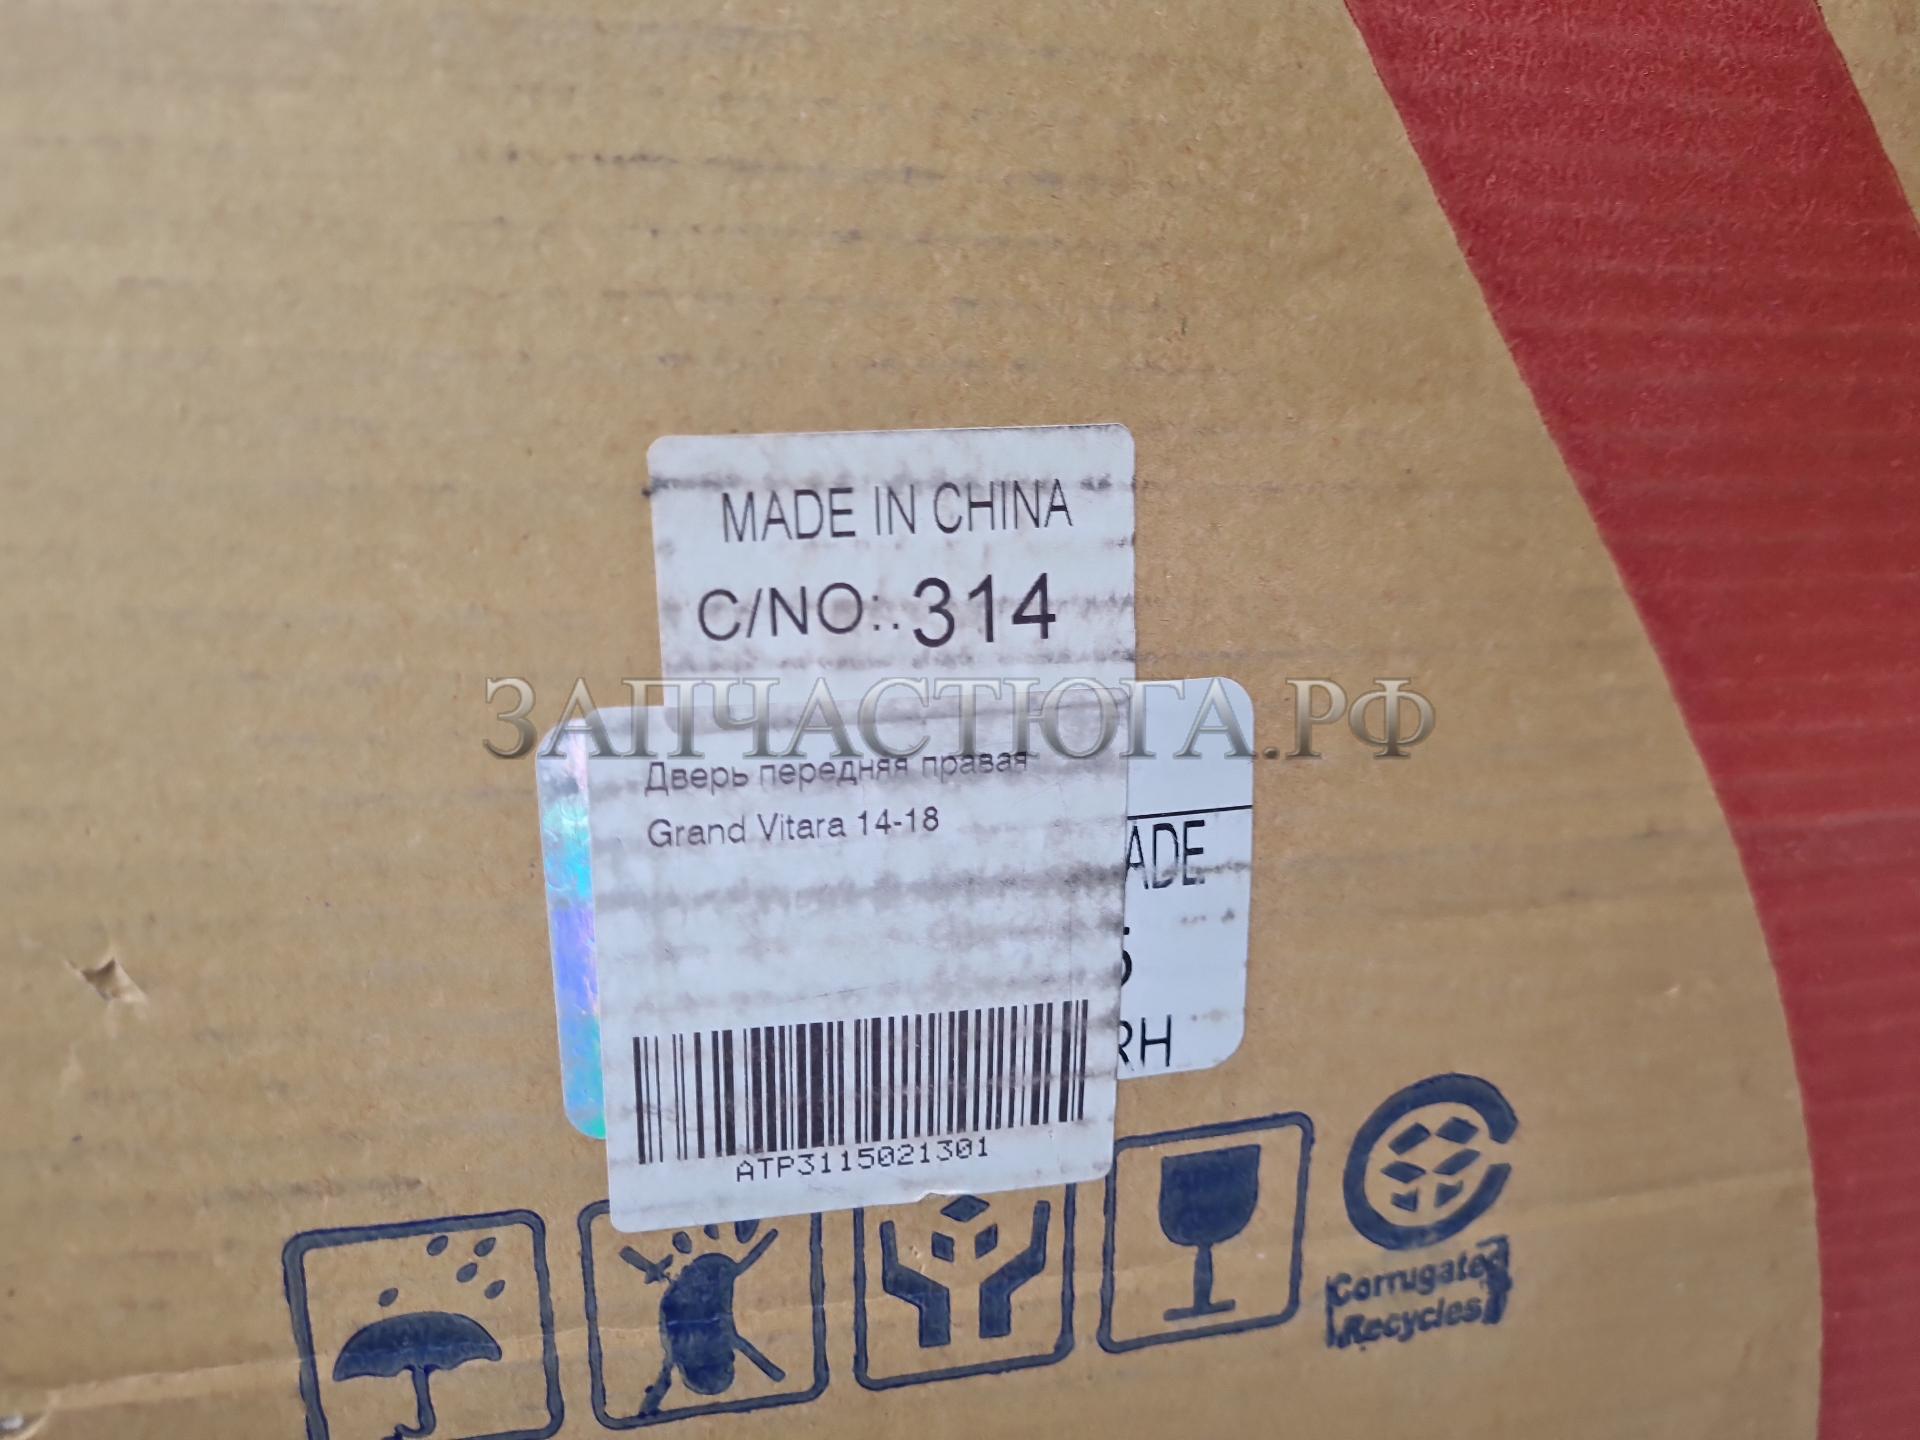 MADE IN CHINA
C/NO:.314
ЗАПЧАСТЮГА.РФ
Дверь передняя правая
Grand Vitara 14-18
ADE.
RH
ATP3115021301
Corrugated
Recycles